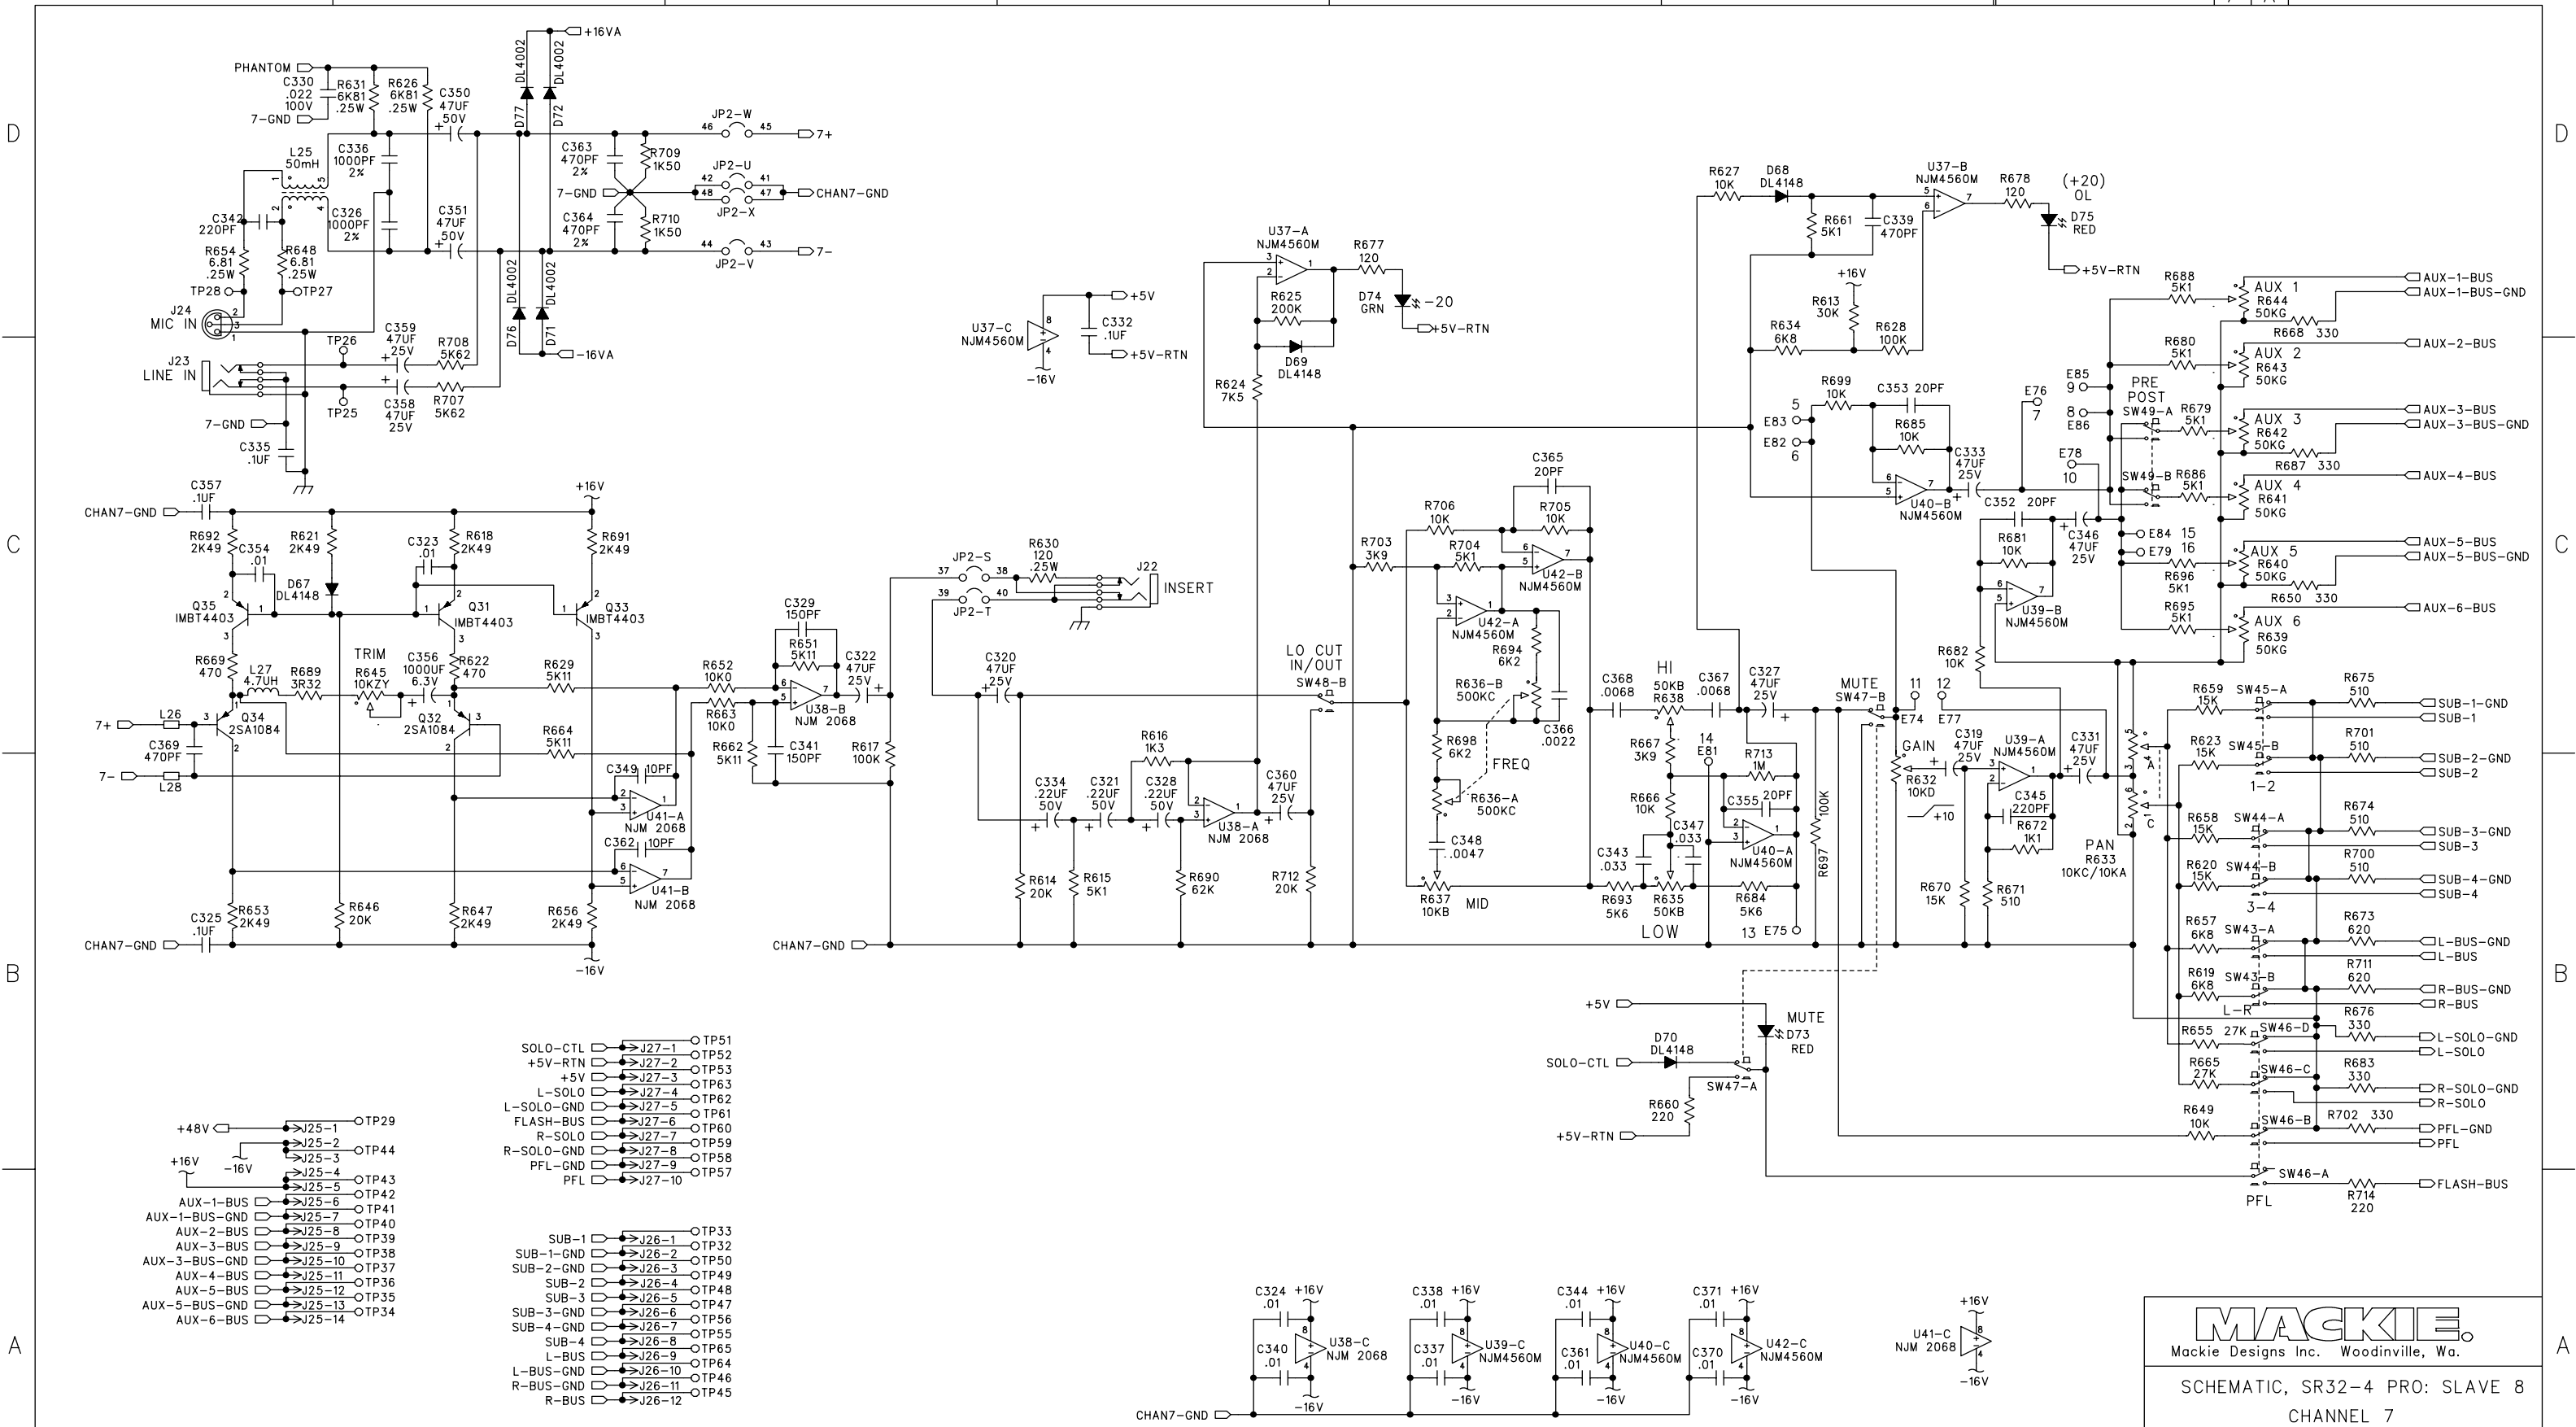 +16VA
PHANTOM
C330
.022
100V
R631
6K81
.25W
R626
6K81
.25W
C350
47UF
50V
7-GND
DL4002
DL4002
D77
D72
JP2-W
46 45
7+
D
D
L25
50mH
C336
1000PF
2%
C363
470PF
2%
R709
1K50
JP2-U
42 41
7-GND
48 47
JP2-X
CHAN7-GND
C342
220PF
C326
1000PF
2%
C351
47UF
50V
C364
470PF
2%
R710
1K50
44 43
JP2-V
7-
R654
6.81
.25W
R648
6.81
.25W
TP28
TP27
J24
MIC IN
DL4002
DL4002
D76
D71
-16VA
J23
LINE IN
TP26
C359
47UF
25V
R708
5K62
TP25
C358
47UF
25V
R707
5K62
7-GND
C335
.1UF
U37-C
NJM4560M
+5V
C332
.1UF
+5V-RTN
-16V
U37-A
NJM4560M
R677
120
R625
200K
D74
GRN
-20
+5V-RTN
D69
DL4148
R624
7K5
R627
10K
D68
DL4148
U37-B
NJM4560M
R678
120
(+20)
OL
R661
5K1
C339
470PF
D75
RED
+5V-RTN
+16V
R613
30K
R634
6K8
R628
100K
R699
10K
C353 20PF
5
E83
E82
6
R685
10K
C333
47UF
25V
U40-B
NJM4560M
E76
7
E85
9
8
E86
E78
10
PRE
POST
SW49-A
SW49-B
R688
5K1
AUX 1
R644
50KG
AUX-1-BUS
AUX-1-BUS-GND
R668 330
R680
5K1
AUX 2
R643
50KG
AUX-2-BUS
R679
5K1
AUX 3
R642
50KG
AUX-3-BUS
AUX-3-BUS-GND
R687 330
R686
5K1
AUX 4
R641
50KG
AUX-4-BUS
C352 20PF
R681
10K
C346
47UF
25V
E84 15
E79 16
R696
5K1
AUX 5
R640
50KG
AUX-5-BUS
AUX-5-BUS-GND
R650 330
R695
5K1
AUX 6
R639
50KG
AUX-6-BUS
U39-B
NJM4560M
R682
10K
C
C
C357
.1UF
CHAN7-GND
+16V
R692
2K49
C354
.01
R621
2K49
C323
.01
R618
2K49
R691
2K49
D67
DL4148
Q35
IMBT4403
Q31
IMBT4403
Q33
IMBT4403
R669
470
L27
4.7UH
R689
3R32
TRIM
R645
10KZY
C356
1000UF
6.3V
R622
470
R629
5K11
R664
5K11
7+
L26
Q34
2SA1084
Q32
2SA1084
C369
470PF
7-
L28
R652
10K0
R663
10K0
C329
150PF
R651
5K11
C322
47UF
25V
U38-B
NJM 2068
R662
5K11
C341
150PF
R617
100K
C349 10PF
U41-A
NJM 2068
C362 10PF
U41-B
NJM 2068
C325
.1UF
R653
2K49
R646
20K
R647
2K49
R656
2K49
CHAN7-GND
-16V
CHAN7-GND
JP2-S
37 38
39 40
JP2-T
R630
120
.25W
J22
INSERT
C320
47UF
25V
R616
1K3
C334
.22UF
50V
C321
.22UF
50V
C328
.22UF
50V
C360
47UF
25V
U38-A
NJM 2068
R614
20K
R615
5K1
R690
62K
R712
20K
LO CUT
IN/OUT
SW48-B
C365
20PF
R706
10K
R705
10K
R703
3K9
R704
5K1
U42-B
NJM4560M
U42-A
NJM4560M
R694
6K2
R636-B
500KC
C366
.0022
R698
6K2
FREQ
R636-A
500KC
C348
.0047
R637
10KB
MID
C368
.0068
HI
50KB
R638
C367
.0068
C327
47UF
25V
R667
3K9
14
E81
R713
1M
R666
10K
C355
20PF
C343
.033
C347
.033
U40-A
NJM4560M
100K
R697
R693
5K6
R635
50KB
R684
5K6
LOW
13 E75
MUTE
SW47-B
11 12
E74 E77
GAIN
R632
10KD
+10
C319
47UF
25V
U39-A
NJM4560M
C331
47UF
25V
C345
220PF
R672
1K1
R670
15K
R671
510
PAN
R633
10KC/10KA
A
C
R659
15K
SW45-A
R675
510
SUB-1-GND
SUB-1
R623
15K
SW45-B
R701
510
SUB-2-GND
SUB-2
1-2
R658
15K
SW44-A
R674
510
SUB-3-GND
SUB-3
R620
15K
SW44-B
R700
510
SUB-4-GND
SUB-4
3-4
R657
6K8
SW43-A
R673
620
L-BUS-GND
L-BUS
R619
6K8
SW43-B
R711
620
R-BUS-GND
R-BUS
L-R
R655 27K
SW46-D
R676
330
L-SOLO-GND
L-SOLO
R665
27K
SW46-C
R683
330
R-SOLO-GND
R-SOLO
R649
10K
SW46-B
R702 330
PFL-GND
PFL
SW46-A
FLASH-BUS
R714
220
PFL
B
B
+5V
MUTE
D73
RED
D70
DL4148
SOLO-CTL
SW47-A
R660
220
+5V-RTN
SOLO-CTL J27-1 TP51
+5V-RTN J27-2 TP52
+5V J27-3 TP53
L-SOLO J27-4 TP63
L-SOLO-GND J27-5 TP62
FLASH-BUS J27-6 TP61
R-SOLO J27-7 TP60
R-SOLO-GND J27-8 TP59
PFL-GND J27-9 TP58
PFL J27-10 TP57
+48V J25-1 TP29
J25-2
-16V J25-3 TP44
+16V J25-4
J25-5 TP43
AUX-1-BUS J25-6 TP42
AUX-1-BUS-GND J25-7 TP41
AUX-2-BUS J25-8 TP40
AUX-3-BUS J25-9 TP39
AUX-3-BUS-GND J25-10 TP38
AUX-4-BUS J25-11 TP37
AUX-5-BUS J25-12 TP36
AUX-5-BUS-GND J25-13 TP35
AUX-6-BUS J25-14 TP34
SUB-1 J26-1 TP33
SUB-1-GND J26-2 TP32
SUB-2-GND J26-3 TP50
SUB-2 J26-4 TP49
SUB-3 J26-5 TP48
SUB-3-GND J26-6 TP47
SUB-4-GND J26-7 TP56
SUB-4 J26-8 TP55
L-BUS J26-9 TP65
L-BUS-GND J26-10 TP64
R-BUS-GND J26-11 TP46
R-BUS J26-12 TP45
A
A
C324
.01
+16V
C340
.01
U38-C
NJM 2068
-16V
C338
.01
+16V
C337
.01
U39-C
NJM4560M
-16V
C344
.01
+16V
C361
.01
U40-C
NJM4560M
-16V
C371
.01
+16V
C370
.01
U42-C
NJM4560M
-16V
+16V
U41-C
NJM 2068
-16V
CHAN7-GND
MACKIE.
Mackie Designs Inc. Woodinville, Wa.
SCHEMATIC, SR32-4 PRO: SLAVE 8
CHANNEL 7